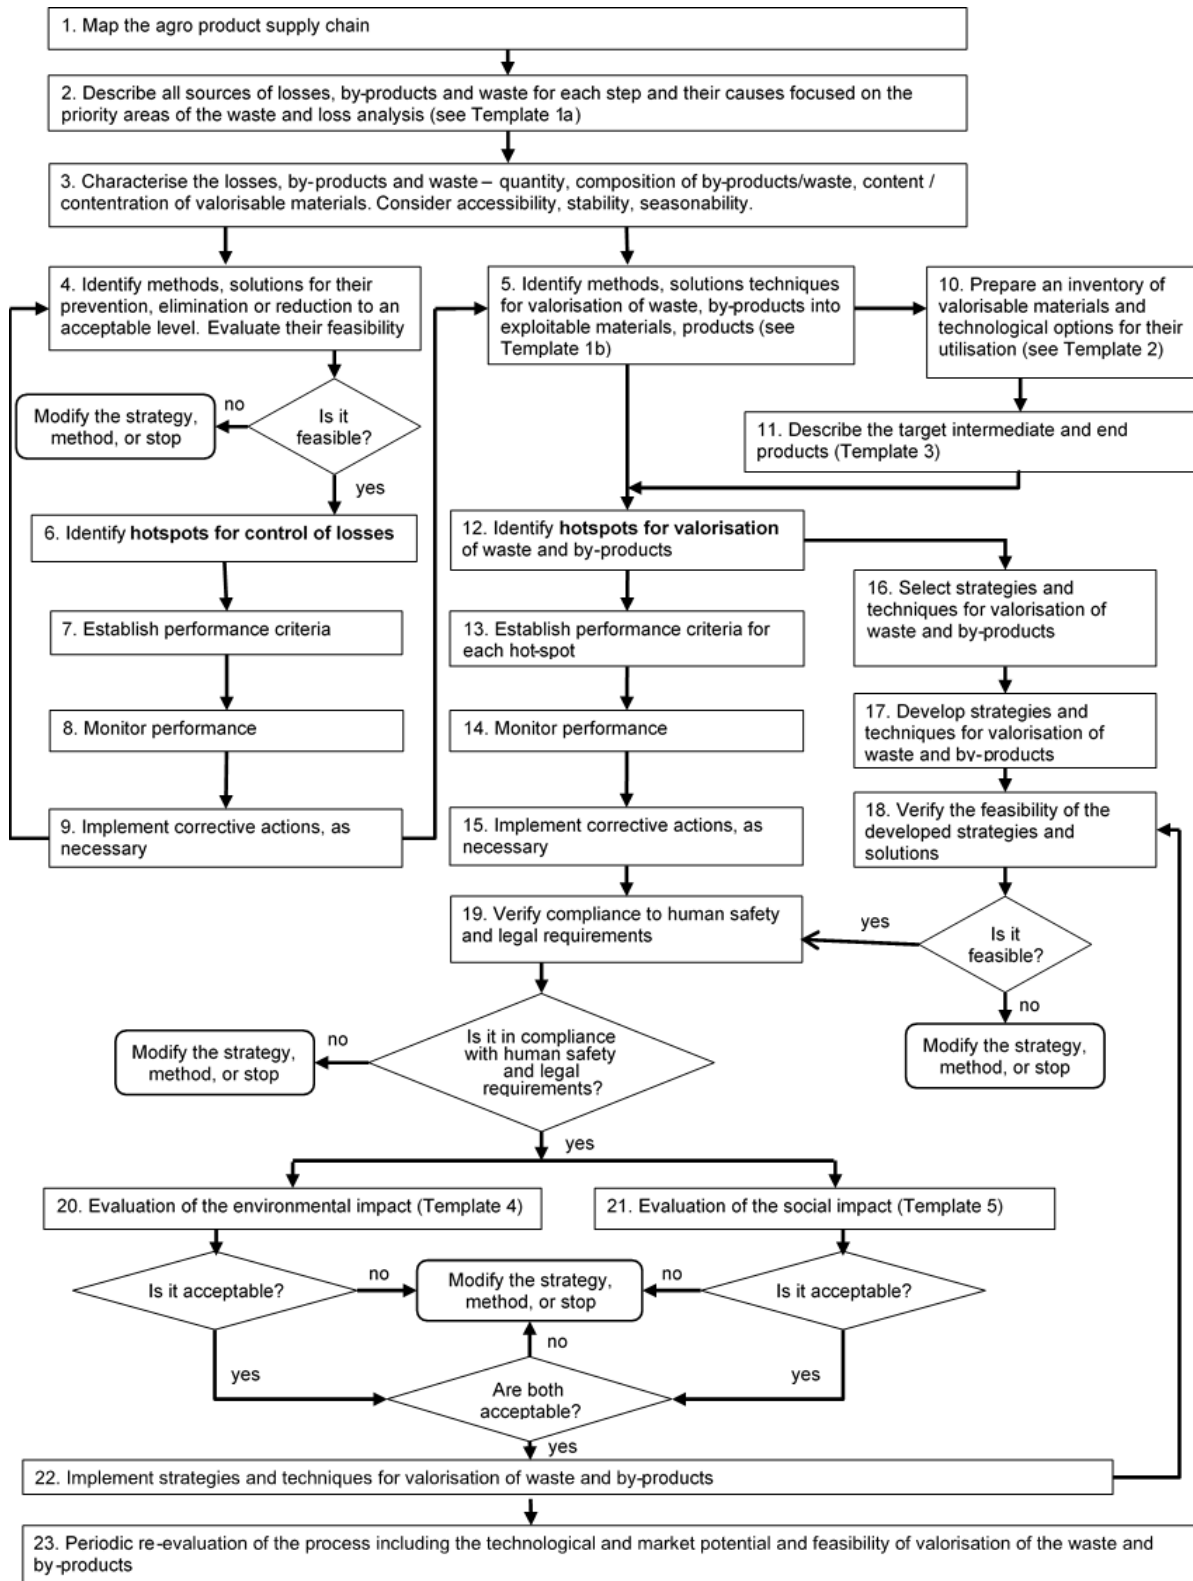 1. Map the agro product supply chain
2. Describe all sources of losses, by-products and waste for each step and their causes focused on the
priority areas of the waste and loss analysis (see Template 1a)
3. Characterise the losses, by-products and waste – quantity, composition of by-products/waste, content /
contentration of valorisable materials. Consider accessibility, stability, seasonability.
4. Identify methods, solutions for their
prevention, elimination or reduction to an
acceptable level. Evaluate their feasibility
5. Identify methods, solutions techniques
for valorisation of waste, by-products into
exploitable materials, products (see
Template 1b)
10. Prepare an inventory of
valorisable materials and
technological options for their
utilisation (see Template 2)
Modify the strategy,
method, or stop
no
Is it
feasible?
yes
11. Describe the target intermediate and end
products (Template 3)
6. Identify hotspots for control of losses
12. Identify hotspots for valorisation
of waste and by-products
16. Select strategies and
techniques for valorisation of
waste and by-products
7. Establish performance criteria
13. Establish performance criteria for
each hot-spot
8. Monitor performance
14. Monitor performance
17. Develop strategies and
techniques for valorisation of
waste and by-products
9. Implement corrective actions, as
necessary
15. Implement corrective actions, as
necessary
18. Verify the feasibility of the
developed strategies and
solutions
19. Verify compliance to human safety
and legal requirements
yes
Is it
feasible?
no
Modify the strategy,
method, or stop
Is it in compliance
with human safety
and legal
requirements?
no
Modify the strategy,
method, or stop
yes
20. Evaluation of the environmental impact (Template 4)
21. Evaluation of the social impact (Template 5)
Is it acceptable?
no
Modify the strategy,
method, or stop
no
Is it acceptable?
yes
no
yes
Are both
acceptable?
yes
22. Implement strategies and techniques for valorisation of waste and by-products
23. Periodic re-evaluation of the process including the technological and market potential and feasibility of valorisation of the waste and
by-products